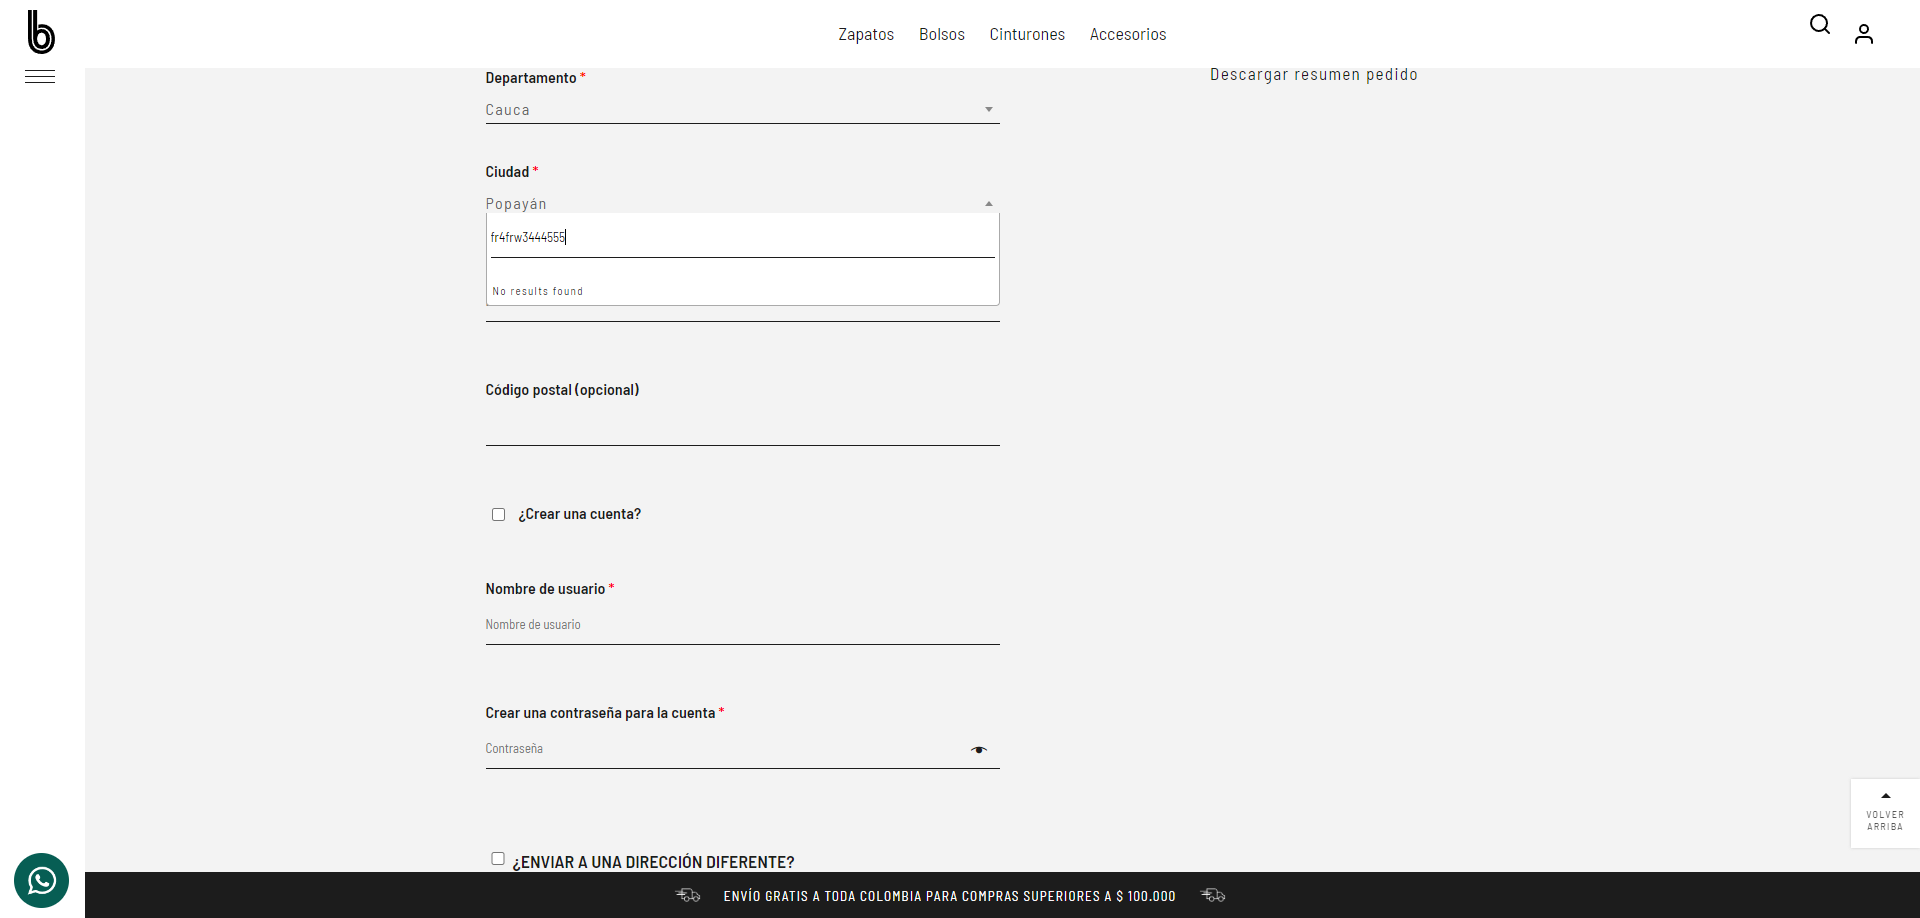 b
Zapatos Bolsos Cinturones Accesorios
Departamento *
Descargar resumen pedido
Cauca
Ciudad *
Popayán
fr4frw3444555
No results found
Código postal (opcional)
¿Crear una cuenta?
Nombre de usuario *
Nombre de usuario
Crear una contraseña para la cuenta *
Contraseña
VOLVER
ARRIBA
¿ENVIAR A UNA DIRECCIÓN DIFERENTE?
ENVÍO GRATIS A TODA COLOMBIA PARA COMPRAS SUPERIORES A $ 100.000